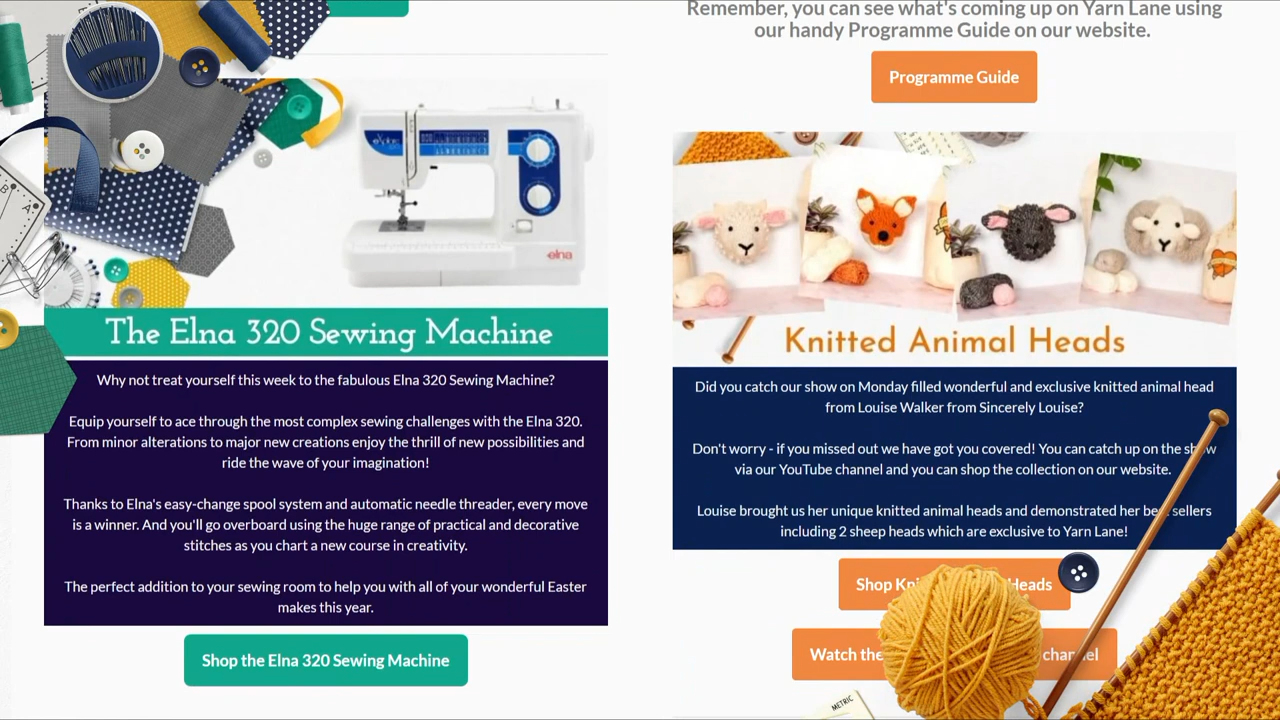 The Elna 320 Sewing Machine
Why not treat yourself this week to the fabulous Elna 320 Sewing Machine?
Equip yourself to ace through the most complex sewing challenges with the Elna 320.
From minor alterations to major new creations enjoy the thrill of new possibilities and
ride the wave of your imagination!
Thanks to Elna's easy-change spool system and automatic needle threader, every move
is a winner. And you'll go overboard using the huge range of practical and decorative
stitches as you chart a new course in creativity.
The perfect addition to your sewing room to help you with all of your wonderful Easter
makes this year.
Shop the Elna 320 Sewing Machine
elna
Remember, you can see what's coming up on Yarn Lane using
our handy Programme Guide on our website.
Programme Guide
Knitted Animal Heads
Did you catch our show on Monday filled wonderful and exclusive knitted animal head
from Louise Walker from Sincerely Louise?
Don't worry - if you missed out we have got you covered! You can catch up on the show
via our YouTube channel and you can shop the collection on our website.
Louise brought us her unique knitted animal heads and demonstrated her best sellers
including 2 sheep heads which are exclusive to Yarn Lane!
Shop Heads
Watch the channel
METRIC